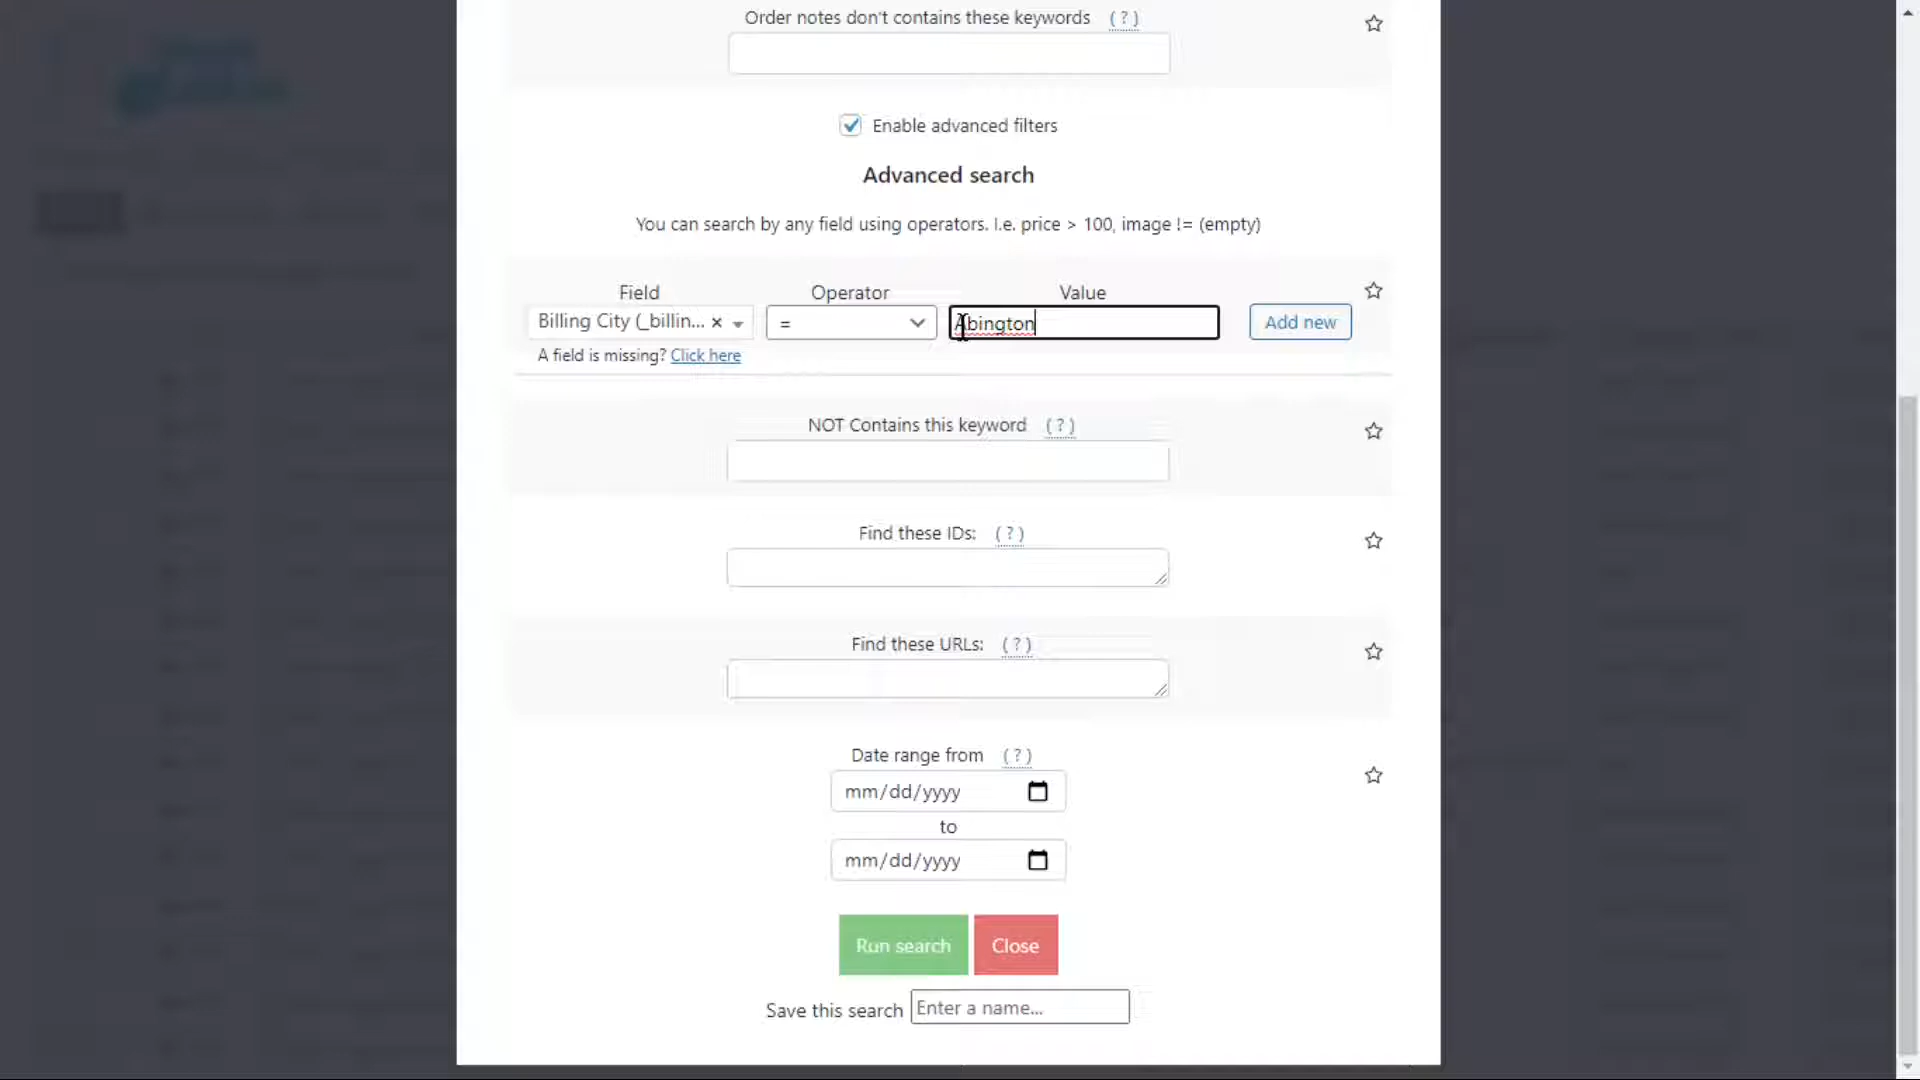 Order notes don't contains these keywords ( ? )
Enable advanced filters
Advanced search
You can search by any field using operators. I.e. price > 100, image != (empty)
Field Operator Value
Billing City (_billin... × = Abington Add new
A field is missing? Click here
NOT Contains this keyword ( ? )
Find these IDs: ( ? )
Find these URLs: ( ? )
Date range from ( ? )
mm/dd/yyyy
to
mm/dd/yyyy
Run search Close
Save this search Enter a name...